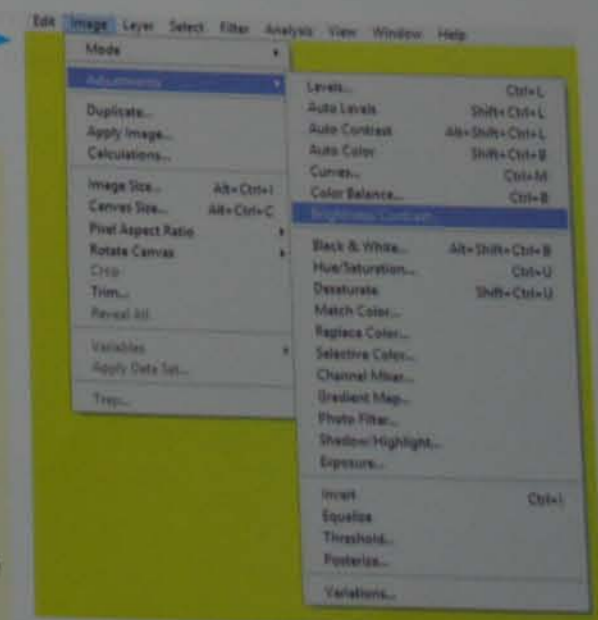 Edit Image Layer Select Filter Analysis View Window Help
Mode
Adjustments
Duplicate...
Apply Image...
Calculations...
Image Size... Alt+Ctrl+I
Canvas Size... Alt+Ctrl+C
Pixel Aspect Ratio
Rotate Canvas
Crop
Trim...
Reveal All
Variables
Apply Data Set...
Trap...
Levels... Ctrl+L
Auto Levels Shift+Ctrl+L
Auto Contrast Alt+Shift+Ctrl+L
Auto Color Shift+Ctrl+B
Curves... Ctrl+M
Color Balance... Ctrl+B
Brightness/Contrast...
Black & White... Alt+Shift+Ctrl+B
Hue/Saturation... Ctrl+U
Desaturate Shift+Ctrl+U
Match Color...
Replace Color...
Selective Color...
Channel Mixer...
Gradient Map...
Photo Filter...
Shadow/Highlight...
Exposure...
Invert Ctrl+I
Equalize
Threshold...
Posterize...
Variations...